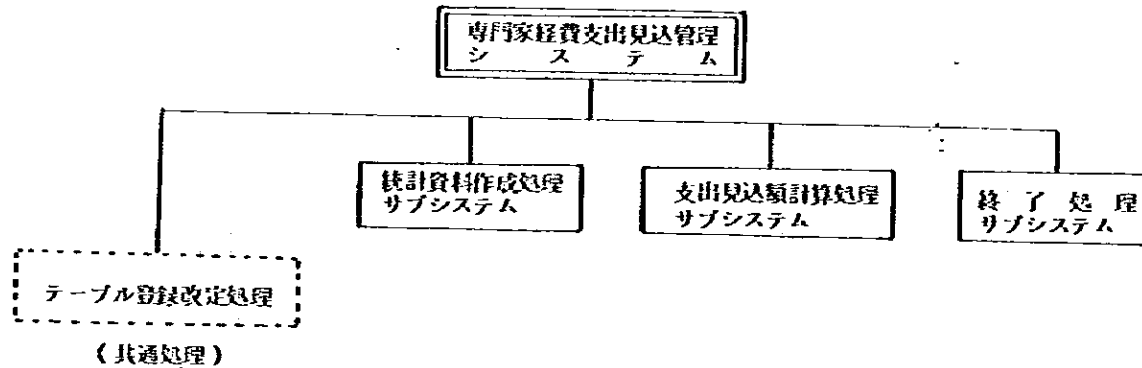 専門家経費支出見込管理
システム
統計資料作成処理
サブシステム
支出見込額計算処理
サブシステム
終了処理
サブシステム
テーブル登録改定処理
(共通処理)